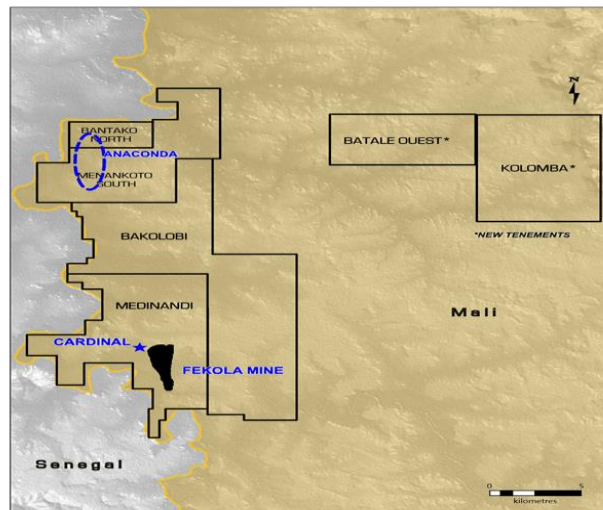 N
BANTAKO
NORTH
ANACONDA
MENANKOTO
SOUTH
BATALE OUEST*
KOLOMBA*
*NEW TENEMENTS
BAKOLOBI
MEDINANDI
Mali
CARDINAL
FEKOLA MINE
Senegal
0 5
kilometres